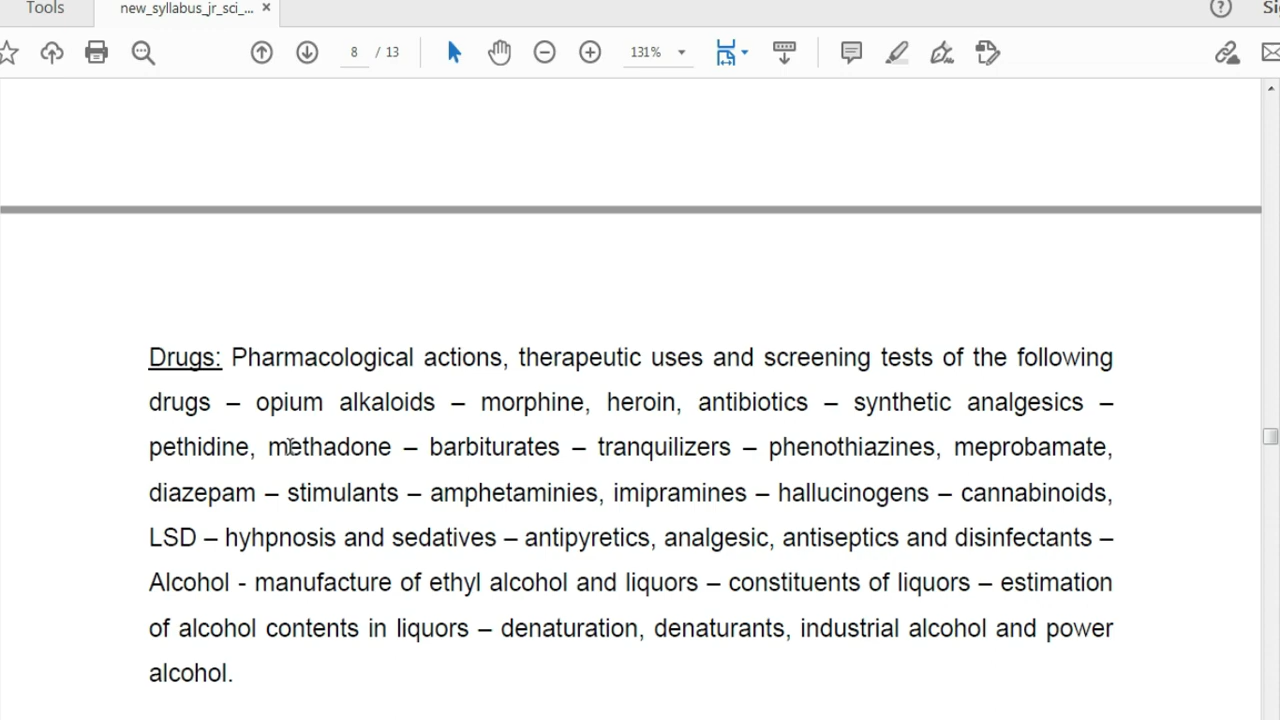 Tools new_syllabus_jr_sci_... ×
8 / 13 131%
Drugs: Pharmacological actions, therapeutic uses and screening tests of the following
drugs – opium alkaloids – morphine, heroin, antibiotics – synthetic analgesics –
pethidine, methadone – barbiturates – tranquilizers – phenothiazines, meprobamate,
diazepam – stimulants – amphetaminies, imipramines – hallucinogens – cannabinoids,
LSD – hyhpnosis and sedatives – antipyretics, analgesic, antiseptics and disinfectants –
Alcohol - manufacture of ethyl alcohol and liquors – constituents of liquors – estimation
of alcohol contents in liquors – denaturation, denaturants, industrial alcohol and power
alcohol.